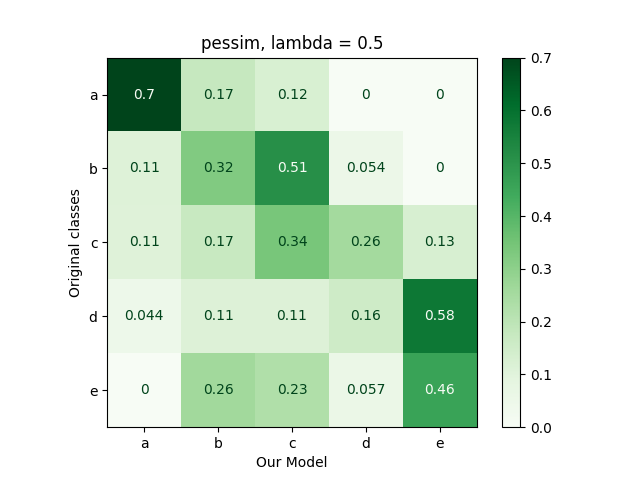 pessim, lambda = 0.5
a 0.7 0.17 0.12 0 0
b 0.11 0.32 0.51 0.054 0
c 0.11 0.17 0.34 0.26 0.13
d 0.044 0.11 0.11 0.16 0.58
e 0 0.26 0.23 0.057 0.46
a b c d e
Our Model
Original classes
0.7
0.6
0.5
0.4
0.3
0.2
0.1
0.0